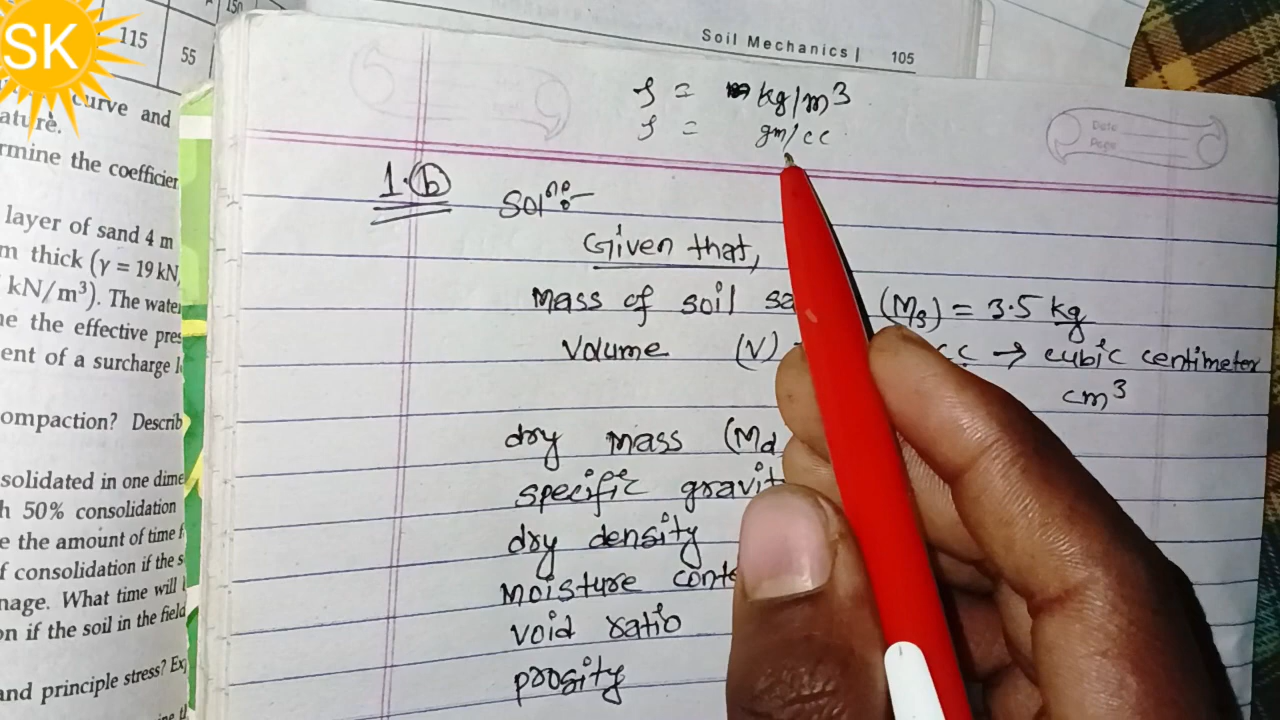 SK
150
115 55
curve and
ature.
rmine the coefficien
layer of sand 4 m
m thick (γ = 19 kN,
kN/m³). The water
ne the effective pres
ent of a surcharge l
ompaction? Describ
solidated in one dime
h 50% consolidation
e the amount of time f
f consolidation if the s
nage. What time will
on if the soil in the field
and principle stress? Ex
Soil Mechanics | 105
ρ = kg/m³
ρ = gm/cc
Date
Page
1.(b) Solⁿᵒ:-
Given that,
Mass of soil sa (Ms) = 3.5 kg
Volume (V) cc → cubic centimeter
cm³
dry mass (Md
specific gravit
dry density
Moisture conte
void ratio
prosity